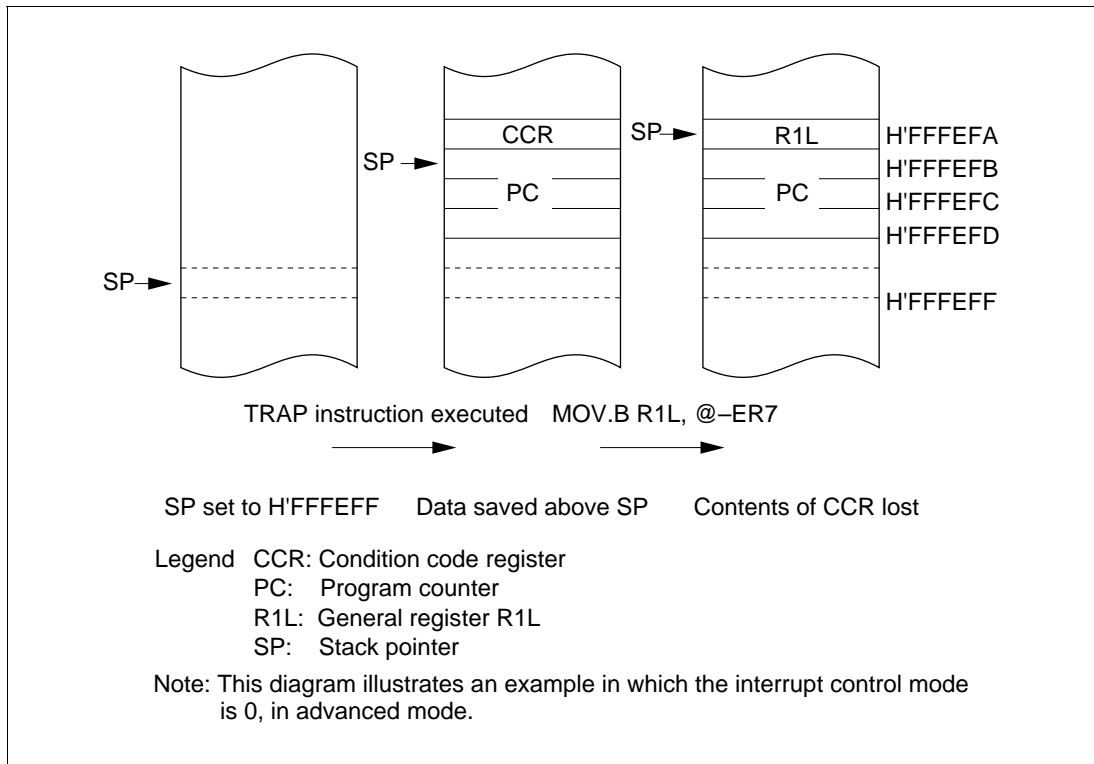 CCR
SP
R1L
H'FFFEFA
SP
H'FFFEFB
PC
PC
H'FFFEFC
H'FFFEFD
SP
H'FFFEFF
TRAP instruction executed
MOV.B R1L, @–ER7
SP set to H'FFFEFF
Data saved above SP
Contents of CCR lost
Legend
CCR: Condition code register
PC: Program counter
R1L: General register R1L
SP: Stack pointer
Note: This diagram illustrates an example in which the interrupt control mode
is 0, in advanced mode.